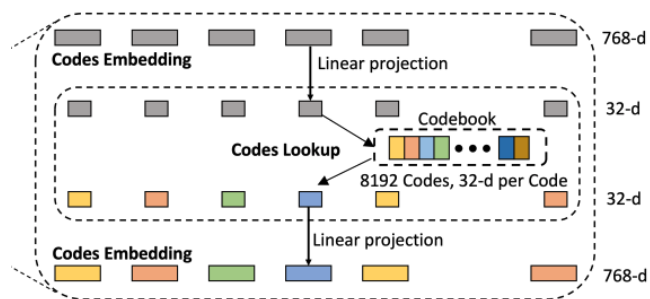 768-d
Codes Embedding
Linear projection
32-d
Codebook
Codes Lookup
8192 Codes, 32-d per Code
32-d
Codes Embedding
Linear projection
768-d